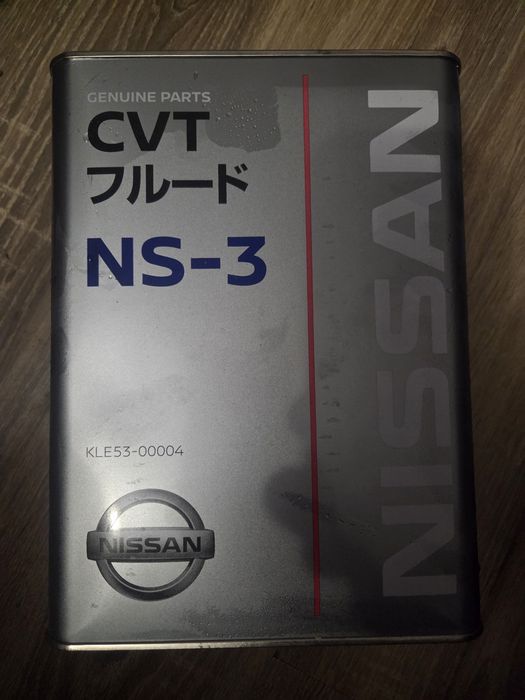 GENUINE PARTS
CVT
フルード
NS-3
KLE53-00004
NISSAN
NISSAN